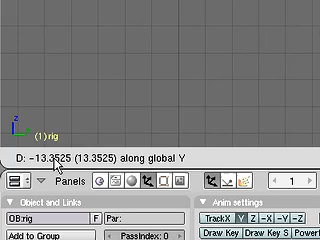 z
(1) rig
D: -13.3525 (13.3525) along global Y
Panels 1
Object and Links Anim settings
OB:rig F Par: TrackX Y Z -X -Y -Z
Draw Key Draw Key S Powerf
Add to Group PassIndex: 0